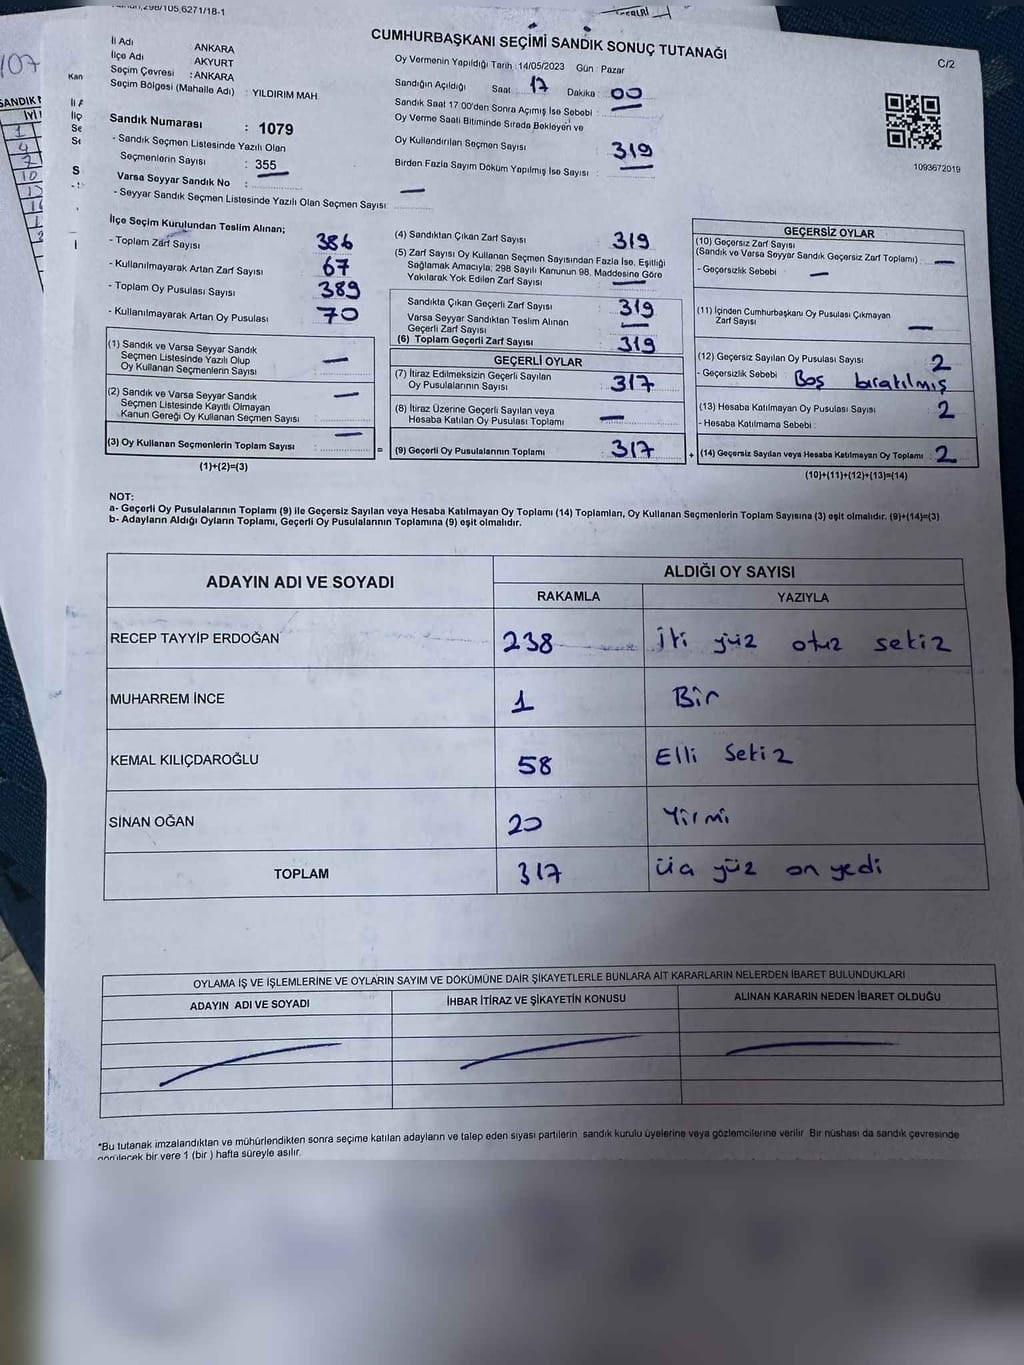 298/105,6271/18-1
CUMHURBAŞKANI SEÇİMİ SANDIK SONUÇ TUTANAĞI
C/2
İl Adı ANKARA
İlçe Adı AKYURT
Seçim Çevresi : ANKARA
Seçim Bölgesi (Mahalle Adı) : YILDIRIM MAH.
Sandık Numarası : 1079
- Sandık Seçmen Listesinde Yazılı Olan
Seçmenlerin Sayısı : 355
Varsa Seyyar Sandık No :
- Seyyar Sandık Seçmen Listesinde Yazılı Olan Seçmen Sayısı —
Oy Vermenin Yapıldığı Tarih : 14/05/2023 Gün : Pazar
Sandığın Açıldığı Saat 17 Dakika : 00
Sandık Saat 17.00'den Sonra Açımış İse Sebebi : —
Oy Verme Saati Bitiminde Sırada Bekleyen ve
Oy Kullandırılan Seçmen Sayısı 319
Birden Fazla Sayım Döküm Yapılmış İse Sayısı : —
1093672019
İlçe Seçim Kurulundan Teslim Alınan;
- Toplam Zarf Sayısı 386
- Kullanılmayarak Artan Zarf Sayısı 67
- Toplam Oy Pusulası Sayısı 389
- Kullanılmayarak Artan Oy Pusulası 70
(1) Sandık ve Varsa Seyyar Sandık
Seçmen Listesinde Yazılı Olup
Oy Kullanan Seçmenlerin Sayısı —
(2) Sandık ve Varsa Seyyar Sandık
Seçmen Listesinde Kayıtlı Olmayan
Kanun Gereği Oy Kullanan Seçmen Sayısı —
(3) Oy Kullanan Seçmenlerin Toplam Sayısı —
(1)+(2)=(3)
(4) Sandıktan Çıkan Zarf Sayısı 319
(5) Zarf Sayısı Oy Kullanan Seçmen Sayısından Fazla İse, Eşitliği
Sağlamak Amacıyla; 298 Sayılı Kanunun 98. Maddesine Göre
Yakılarak Yok Edilen Zarf Sayısı —
Sandıkta Çıkan Geçerli Zarf Sayısı 319
Varsa Seyyar Sandıktan Teslim Alınan
Geçerli Zarf Sayısı —
(6) Toplam Geçerli Zarf Sayısı 319
GEÇERLİ OYLAR
(7) İtiraz Edilmeksizin Geçerli Sayılan
Oy Pusulalarının Sayısı 317
(8) İtiraz Üzerine Geçerli Sayılan veya
Hesaba Katılan Oy Pusulası Toplamı —
= (9) Geçerli Oy Pusulalarının Toplamı 317
GEÇERSİZ OYLAR
(10) Geçersiz Zarf Sayısı
(Sandık ve Varsa Seyyar Sandık Geçersiz Zarf Toplamı) : —
- Geçersizlik Sebebi : —
(11) İçinden Cumhurbaşkanı Oy Pusulası Çıkmayan
Zarf Sayısı —
(12) Geçersiz Sayılan Oy Pusulası Sayısı 2
- Geçersizlik Sebebi : Boş bıratılmış
(13) Hesaba Katılmayan Oy Pusulası Sayısı 2
- Hesaba Katılmama Sebebi :
+ (14) Geçersiz Sayılan veya Hesaba Katılmayan Oy Toplamı 2
(10)+(11)+(12)+(13)=(14)
NOT:
a- Geçerli Oy Pusulalarının Toplamı (9) ile Geçersiz Sayılan veya Hesaba Katılmayan Oy Toplamı (14) Toplamları, Oy Kullanan Seçmenlerin Toplam Sayısına (3) eşit olmalıdır. (9)+(14)=(3)
b- Adayların Aldığı Oyların Toplamı, Geçerli Oy Pusulalarının Toplamına (9) eşit olmalıdır.
ADAYIN ADI VE SOYADI
ALDIĞI OY SAYISI
RAKAMLA YAZIYLA
RECEP TAYYİP ERDOĞAN 238 İti yüz otuz setiz
MUHARREM İNCE 1 Bir
KEMAL KILIÇDAROĞLU 58 Elli Setiz
SİNAN OĞAN 20 Yirmi
TOPLAM 317 üa yüz on yedi
OYLAMA İŞ VE İŞLEMLERİNE VE OYLARIN SAYIM VE DÖKÜMÜNE DAİR ŞİKAYETLERLE BUNLARA AİT KARARLARIN NELERDEN İBARET BULUNDUKLARI
ADAYIN ADI VE SOYADI İHBAR İTİRAZ VE ŞİKAYETİN KONUSU ALINAN KARARIN NEDEN İBARET OLDUĞU
*Bu tutanak imzalandıktan ve mühürlendikten sonra seçime katılan adayların ve talep eden siyasi partilerin sandık kurulu üyelerine veya gözlemcilerine verilir. Bir nüshası da sandık çevresinde
görülecek bir yere 1 (bir ) hafta süreyle asılır.